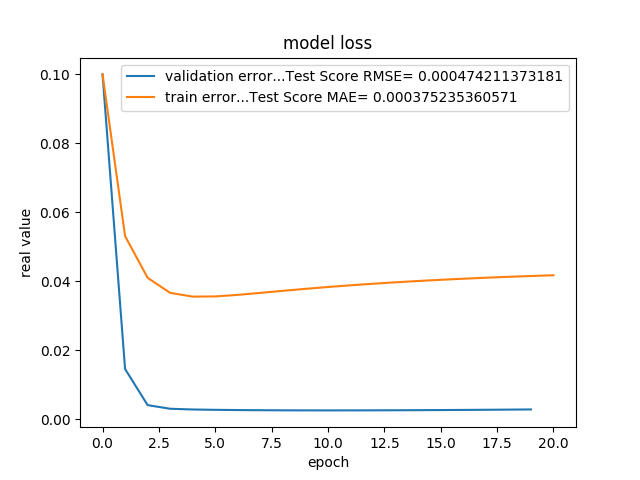 model loss
validation error...Test Score RMSE= 0.000474211373181
train error...Test Score MAE= 0.000375235360571
real value
0.10
0.08
0.06
0.04
0.02
0.00
0.0 2.5 5.0 7.5 10.0 12.5 15.0 17.5 20.0
epoch